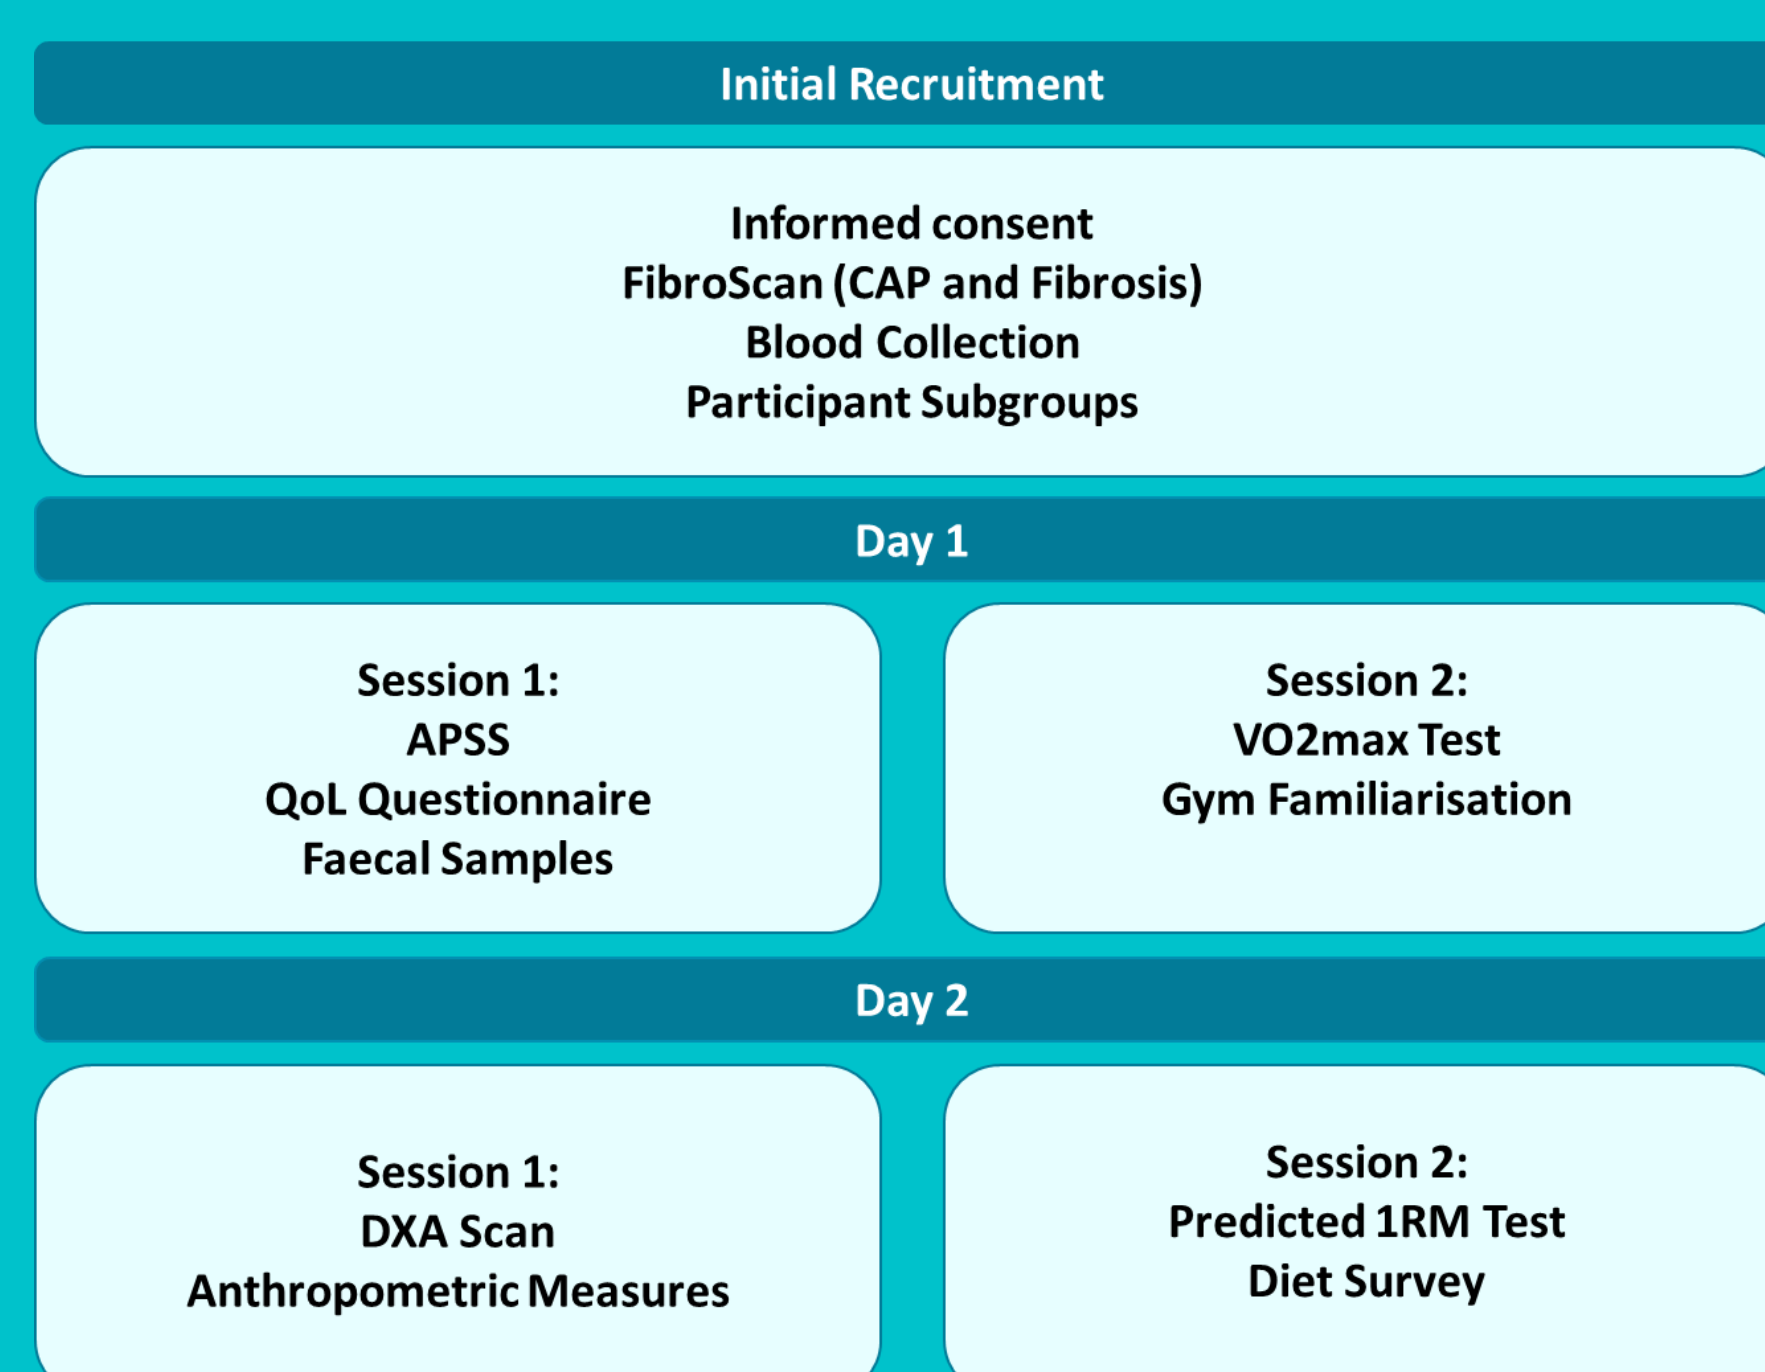 Initial Recruitment
Informed consent
FibroScan (CAP and Fibrosis)
Blood Collection
Participant Subgroups
Day 1
Session 1:
APSS
QoL Questionnaire
Faecal Samples
Session 2:
VO2max Test
Gym Familiarisation
Day 2
Session 1:
DXA Scan
Anthropometric Measures
Session 2:
Predicted 1RM Test
Diet Survey